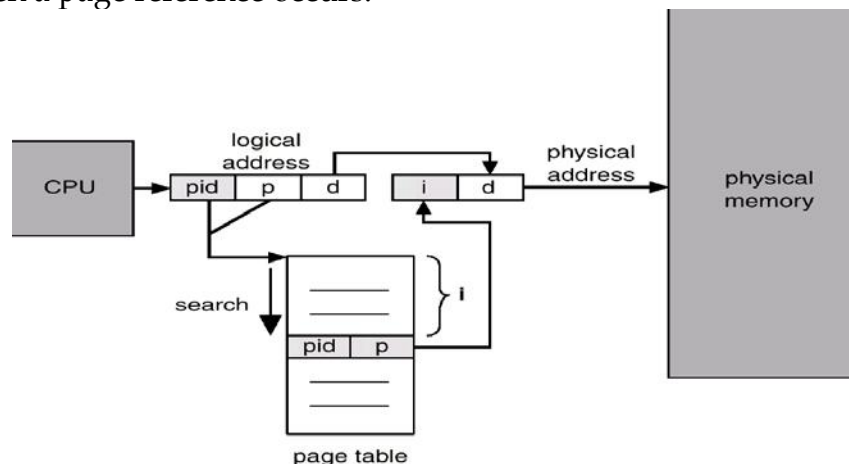 a page reference occurs.
logical
address
physical
address
CPU
pid p d
i d
physical
memory
search
i
pid p
page table